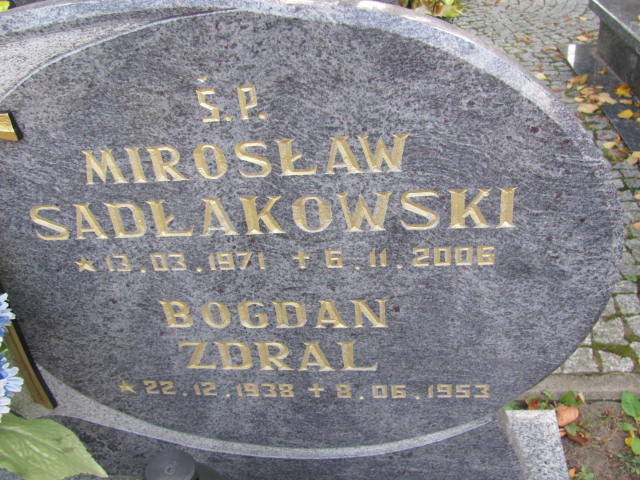 Ś.P.
MIROSŁAW
SADŁAKOWSKI
* 13.03.1971 + 6.11.2006
BOGDAN
ZDRAL
* 22.12.1938 + 8.06.1953